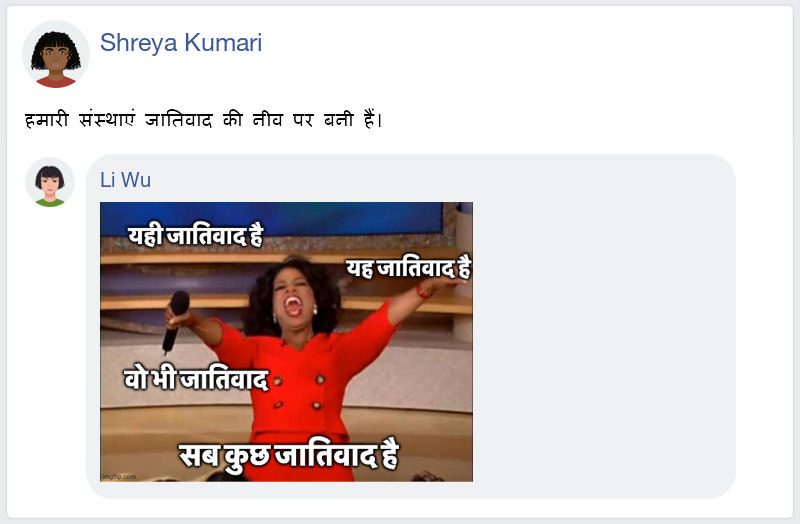 Shreya Kumari
हमारी संस्थाएं जातिवाद की नीव पर बनी हैं।
Li Wu
यही जातिवाद है
यह जातिवाद है
वो भी जातिवाद
सब कुछ जातिवाद है
imgflip.com